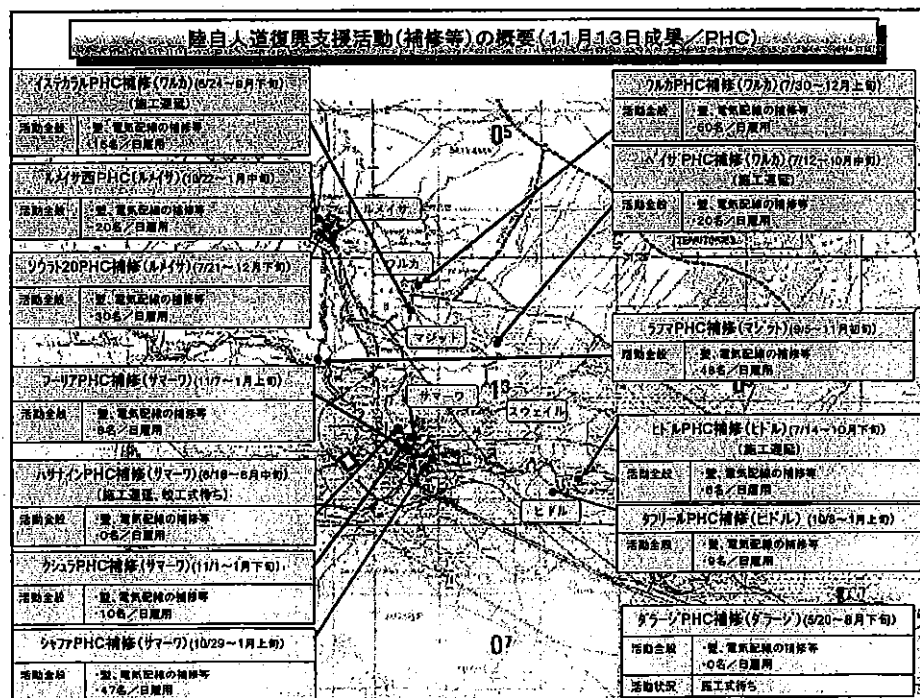 陸自人道復興支援活動(補修等)の概要(11月13日成果/PHC)
イステカラルPHC補修(ワルカ)(6/24～8月下旬)
(施工遅延)
活動全般
・壁、電気配線の補修等
・15名/日雇用
ルメイサ西PHC(ルメイサ)(10/22～1月中旬)
活動全般
・壁、電気配線の補修等
・20名/日雇用
ソウラト20PHC補修(ルメイサ)(7/21～12月下旬)
活動全般
・壁、電気配線の補修等
・30名/日雇用
フーリアPHC補修(サマーワ)(11/7～1月上旬)
活動全般
・壁、電気配線の補修等
名/日雇用
ハサナインPHC補修(サマーワ)
(施工遅延、竣工式待ち)
活動全般
・壁、電気配線の補修等
・0名/日雇用
クシュラPHC補修(サマーワ)(11/1～1月下旬)
活動全般
・壁、電気配線の補修等
・10名/日雇用
シャファPHC補修(サマーワ)(10/29～1月上旬)
活動全般
・壁、電気配線の補修等
・47名/日雇用
ルメイサ
ワルカ
マジット
サマーワ
スウェイル
ヒドル
05
13
07
ワルカPHC補修(ワルカ)(7/30～12月上旬)
活動全般
・壁、電気配線の補修等
・60名/日雇用
PHC補修(ワルカ)(7/12～10月中旬)
(施工遅延)
活動全般
・壁、電気配線の補修等
・20名/日雇用
ラブマPHC補修(マジット)(9/5～11月初旬)
活動全般
・壁、電気配線の補修等
名/日雇用
ヒドルPHC補修(ヒドル)(7/14～10月下旬)
(施工遅延)
活動全般
・壁、電気配線の補修等
名/日雇用
タフリールPHC補修(ヒドル)(10/8～1月上旬)
活動全般
・壁、電気配線の補修等
・9名/日雇用
ダラージPHC補修(ダラージ)(5/20～8月下旬)
活動全般
・壁、電気配線の補修等
・0名/日雇用
活動状況
施工式待ち